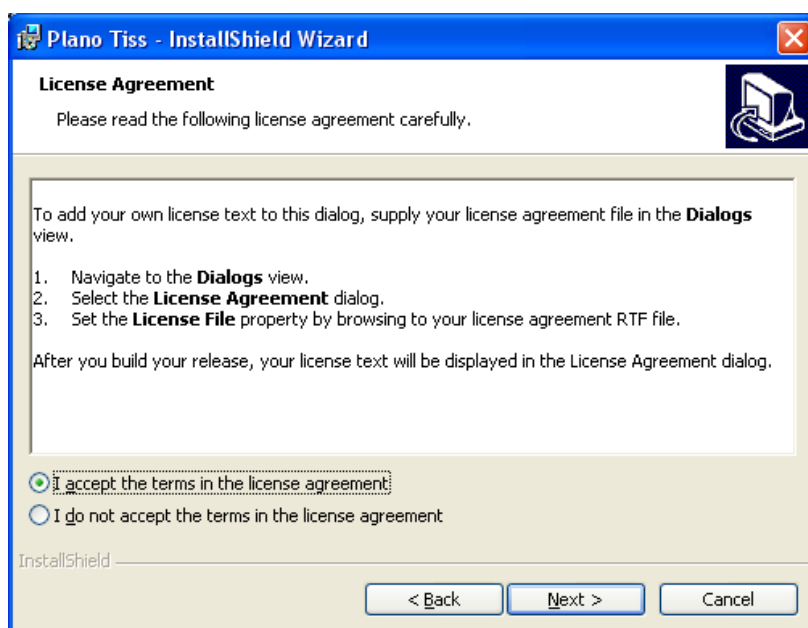 Plano Tiss - InstallShield Wizard
License Agreement
Please read the following license agreement carefully.
To add your own license text to this dialog, supply your license agreement file in the Dialogs
view.
1. Navigate to the Dialogs view.
2. Select the License Agreement dialog.
3. Set the License File property by browsing to your license agreement RTF file.
After you build your release, your license text will be displayed in the License Agreement dialog.
I accept the terms in the license agreement
I do not accept the terms in the license agreement
InstallShield
< Back Next > Cancel